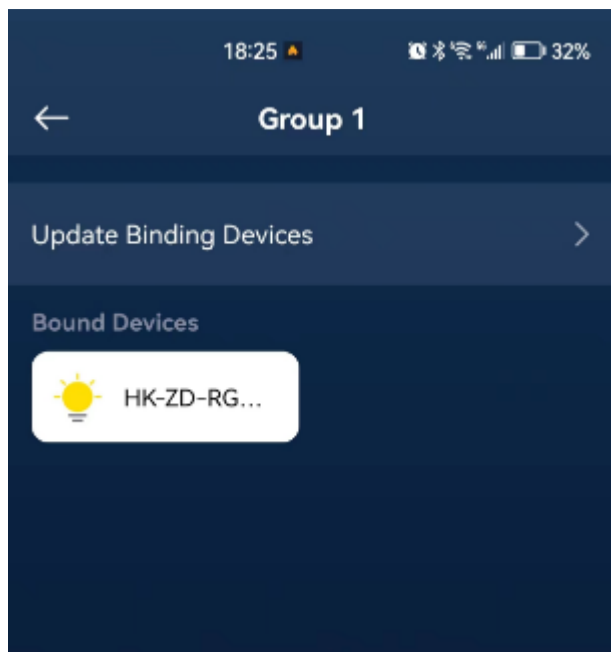 18:25 32%
Group 1
Update Binding Devices
Bound Devices
HK-ZD-RG...